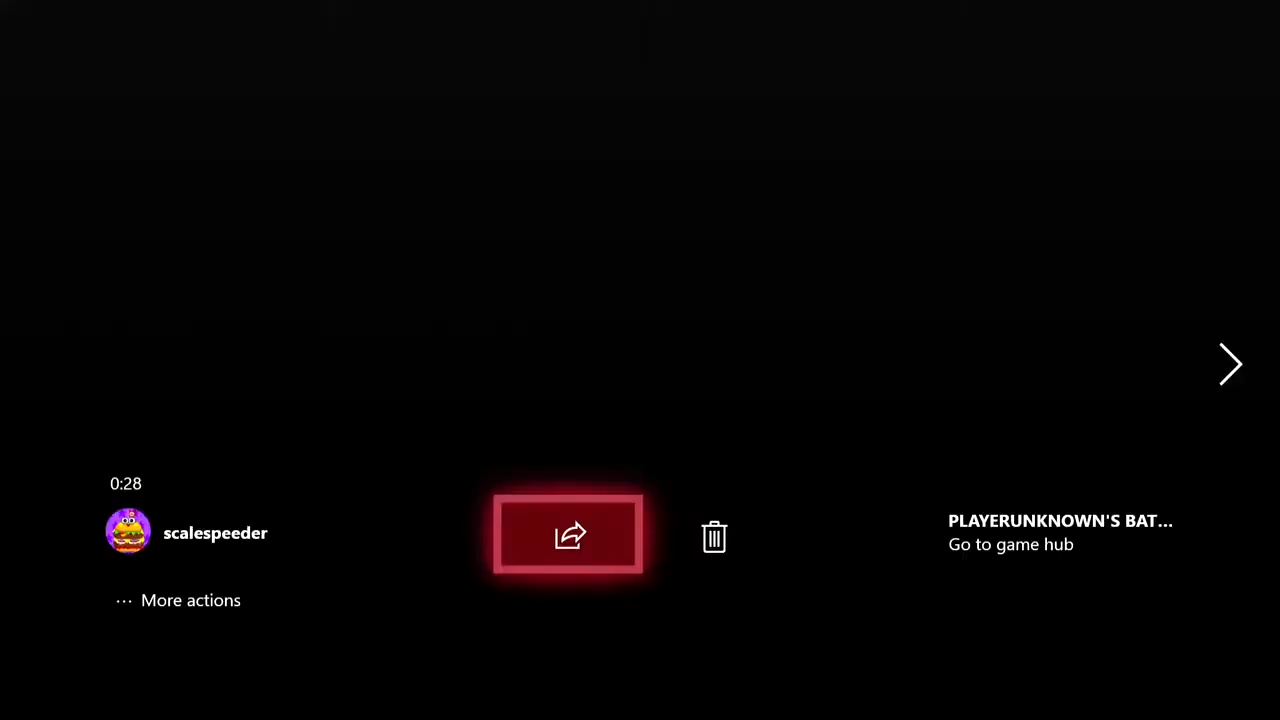 0:28
scalespeeder
PLAYERUNKNOWN'S BAT...
Go to game hub
··· More actions